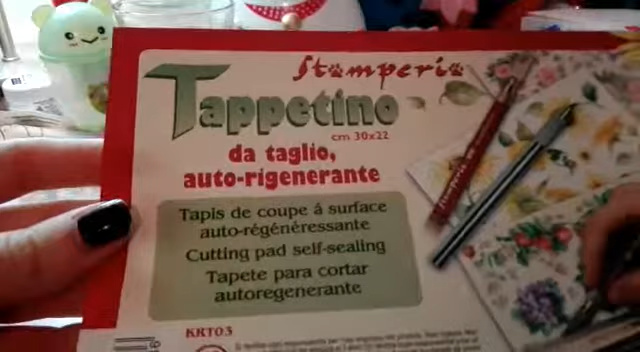 Stamperia
Tappetino
cm 30x22
da taglio,
auto-rigenerante
Tapis de coupe á surface
auto-régénéressante
Cutting pad self-sealing
Tapete para cortar
autoregenerante
KRT03